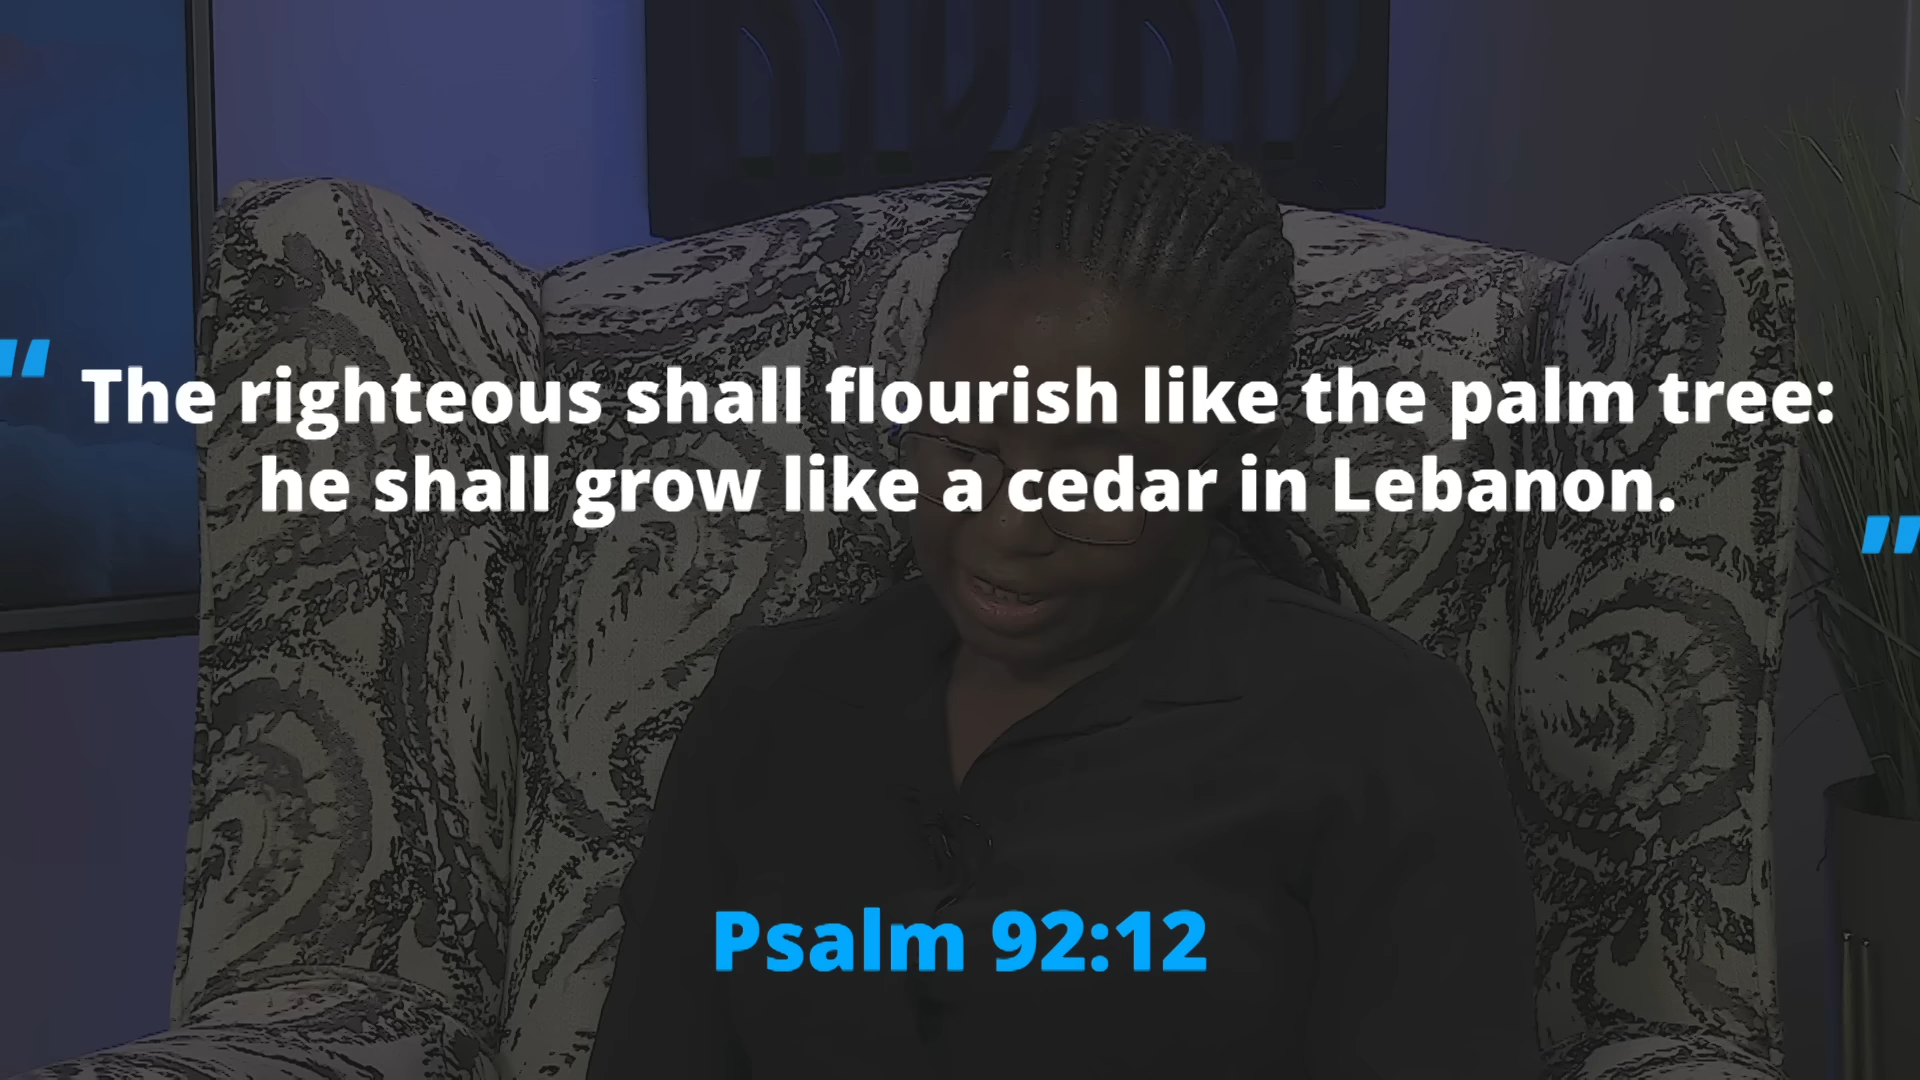 "The righteous shall flourish like the palm tree:
he shall grow like a cedar in Lebanon."
Psalm 92:12